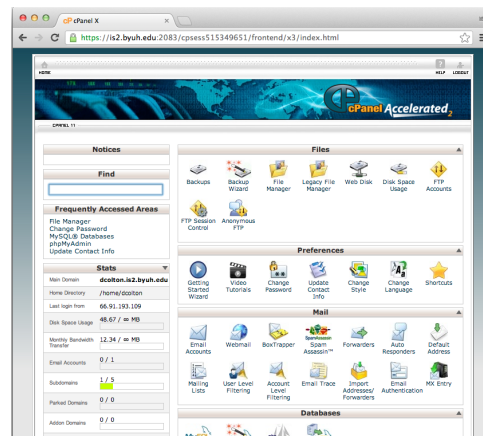 cPanel X
https://is2.byuh.edu:2083/cpsess515349651/frontend/x3/index.html
HOME
HELP LOGOUT
cPanel Accelerated2
CPANEL 11
Notices
Find
Frequently Accessed Areas
File Manager
Change Password
MySQL® Databases
phpMyAdmin
Update Contact Info
Stats
Main Domain dcolton.is2.byuh.edu
Home Directory /home/dcolton
Last login from 66.91.193.109
Disk Space Usage 48.67 / ∞ MB
Monthly Bandwidth Transfer 12.34 / ∞ MB
Email Accounts 0 / 1
Subdomains 1 / 5
Parked Domains 0 / 0
Addon Domains 0 / 0
Files
Backups
Backup Wizard
File Manager
Legacy File Manager
Web Disk
Disk Space Usage
FTP Accounts
FTP Session Control
Anonymous FTP
Preferences
Getting Started Wizard
Video Tutorials
Change Password
Update Contact Info
Change Style
Change Language
Shortcuts
Mail
Email Accounts
Webmail
BoxTrapper
SpamAssassin
Spam Assassin™
Forwarders
Auto Responders
Default Address
Mailing Lists
User Level Filtering
Account Level Filtering
Email Trace
Import Addresses/ Forwarders
Email Authentication
MX Entry
Databases